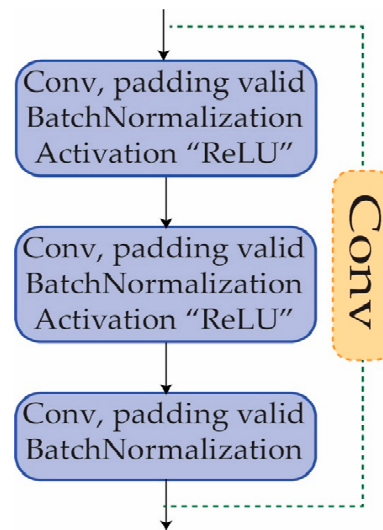 Conv, padding valid
BatchNormalization
Activation “ReLU”
Conv, padding valid
BatchNormalization
Activation “ReLU”
Conv
Conv, padding valid
BatchNormalization